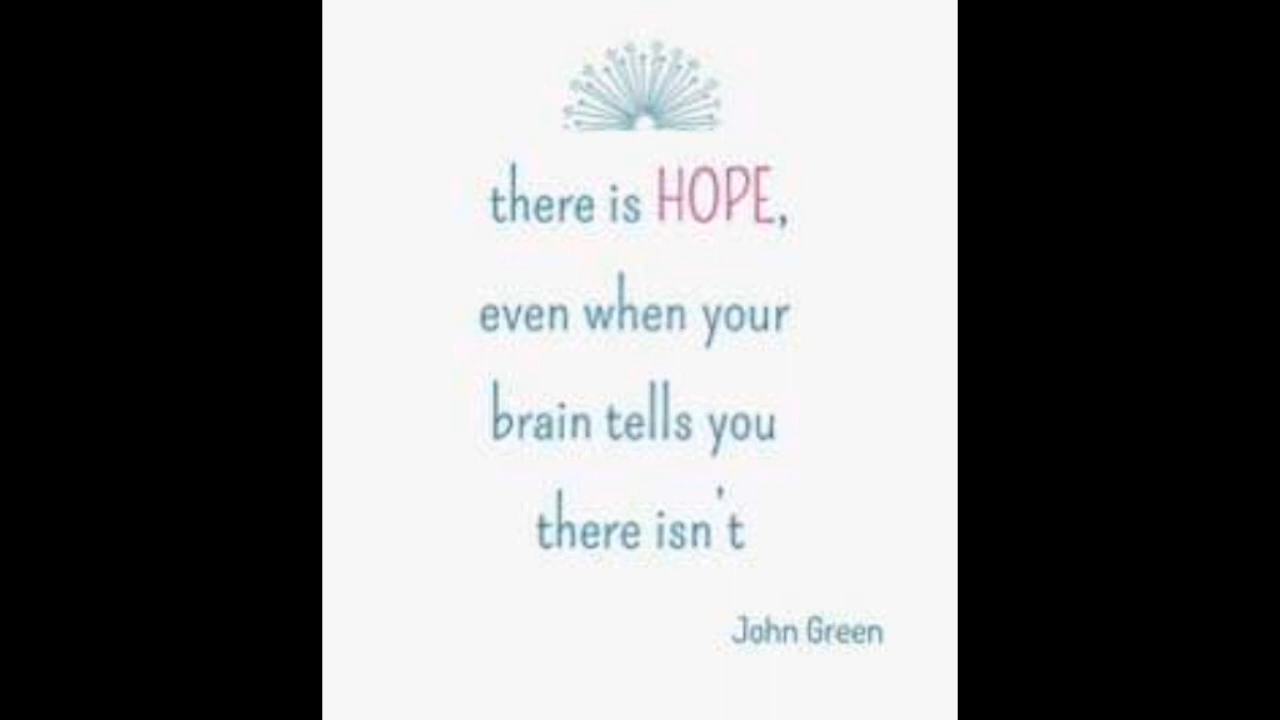 there is HOPE,
even when your
brain tells you
there isn't
John Green